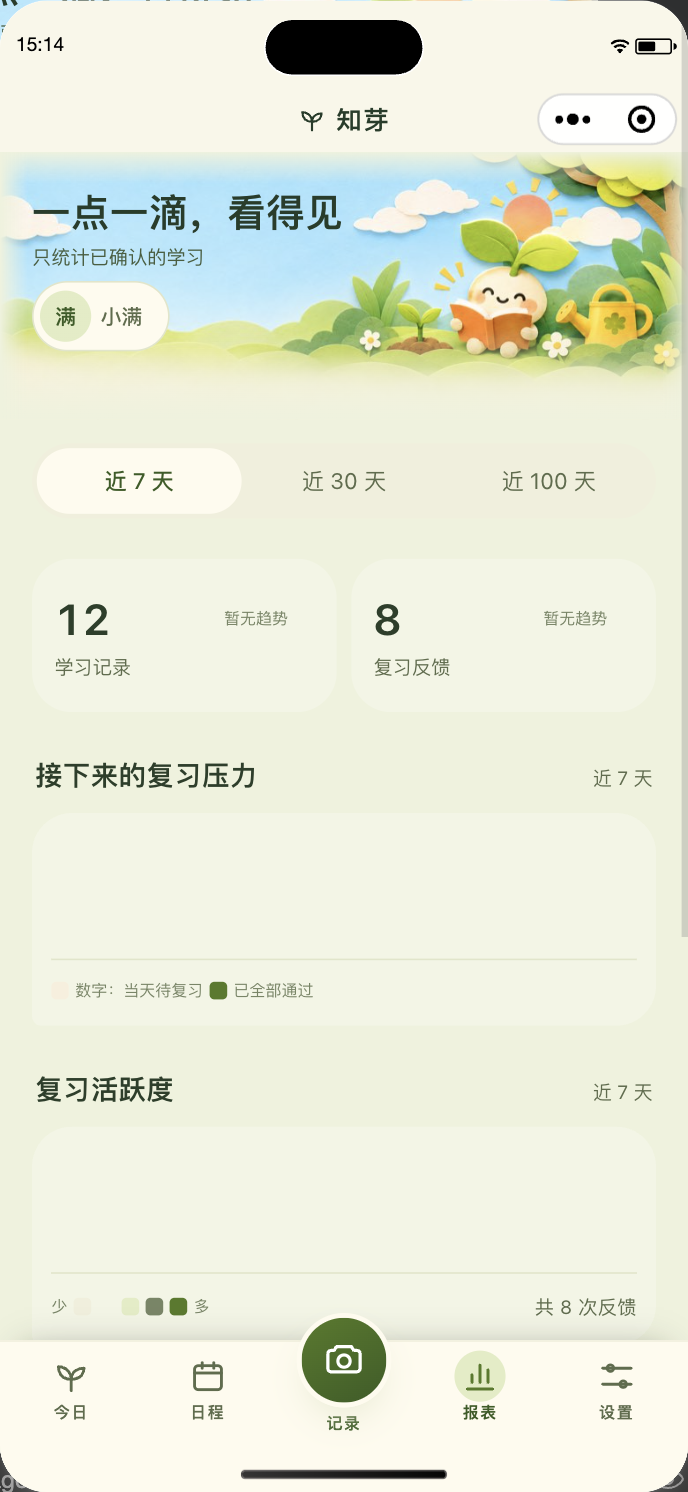 15:14
知芽
一点一滴，看得见
只统计已确认的学习
满 小满
近 7 天 近 30 天 近 100 天
12 暂无趋势
学习记录
8 暂无趋势
复习反馈
接下来的复习压力 近 7 天
数字：当天待复习 已全部通过
复习活跃度 近 7 天
少 多 共 8 次反馈
今日 日程 记录 报表 设置